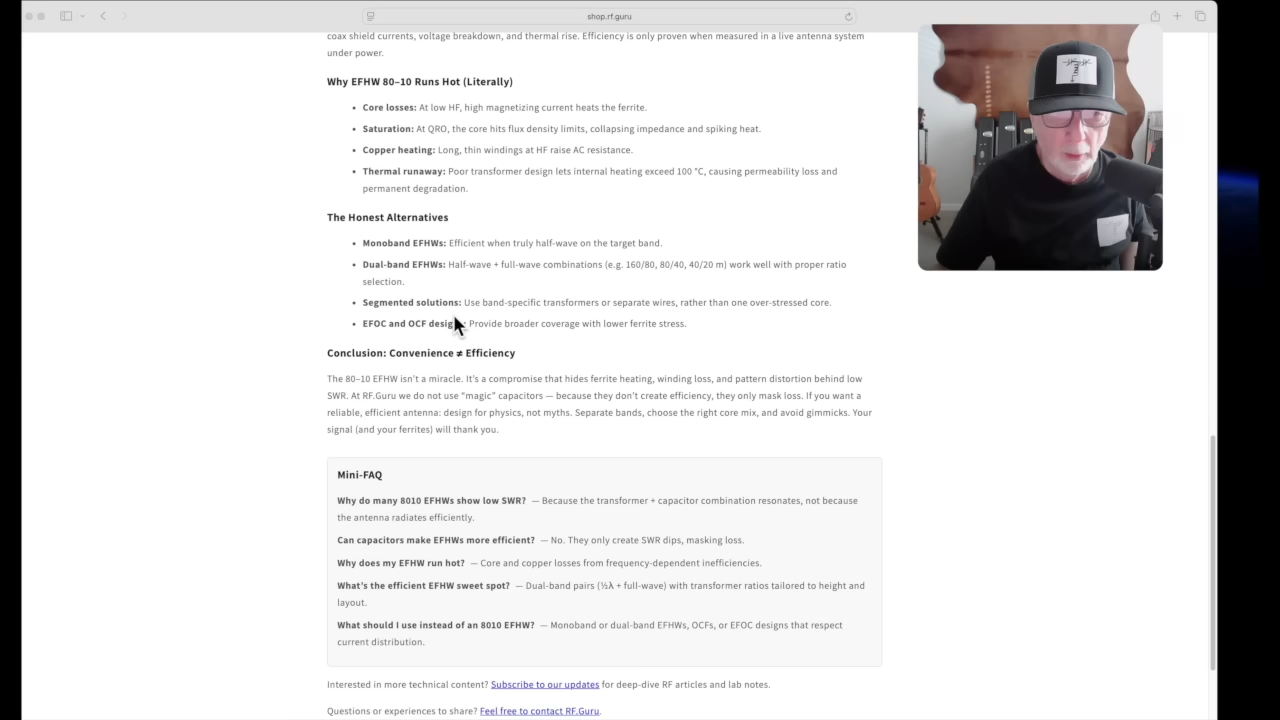 shop.rf.guru
coax shield currents, voltage breakdown, and thermal rise. Efficiency is only proven when measured in a live antenna system
under power.
Why EFHW 80–10 Runs Hot (Literally)
• Core losses: At low HF, high magnetizing current heats the ferrite.
• Saturation: At QRO, the core hits flux density limits, collapsing impedance and spiking heat.
• Copper heating: Long, thin windings at HF raise AC resistance.
• Thermal runaway: Poor transformer design lets internal heating exceed 100 °C, causing permeability loss and
permanent degradation.
The Honest Alternatives
• Monoband EFHWs: Efficient when truly half-wave on the target band.
• Dual-band EFHWs: Half-wave + full-wave combinations (e.g. 160/80, 80/40, 40/20 m) work well with proper ratio
selection.
• Segmented solutions: Use band-specific transformers or separate wires, rather than one over-stressed core.
• EFOC and OCF desig : Provide broader coverage with lower ferrite stress.
Conclusion: Convenience ≠ Efficiency
The 80–10 EFHW isn't a miracle. It's a compromise that hides ferrite heating, winding loss, and pattern distortion behind low
SWR. At RF.Guru we do not use “magic” capacitors — because they don't create efficiency, they only mask loss. If you want a
reliable, efficient antenna: design for physics, not myths. Separate bands, choose the right core mix, and avoid gimmicks. Your
signal (and your ferrites) will thank you.
Mini-FAQ
Why do many 8010 EFHWs show low SWR? — Because the transformer + capacitor combination resonates, not because
the antenna radiates efficiently.
Can capacitors make EFHWs more efficient? — No. They only create SWR dips, masking loss.
Why does my EFHW run hot? — Core and copper losses from frequency-dependent inefficiencies.
What's the efficient EFHW sweet spot? — Dual-band pairs (½λ + full-wave) with transformer ratios tailored to height and
layout.
What should I use instead of an 8010 EFHW? — Monoband or dual-band EFHWs, OCFs, or EFOC designs that respect
current distribution.
Interested in more technical content? Subscribe to our updates for deep-dive RF articles and lab notes.
Questions or experiences to share? Feel free to contact RF.Guru.